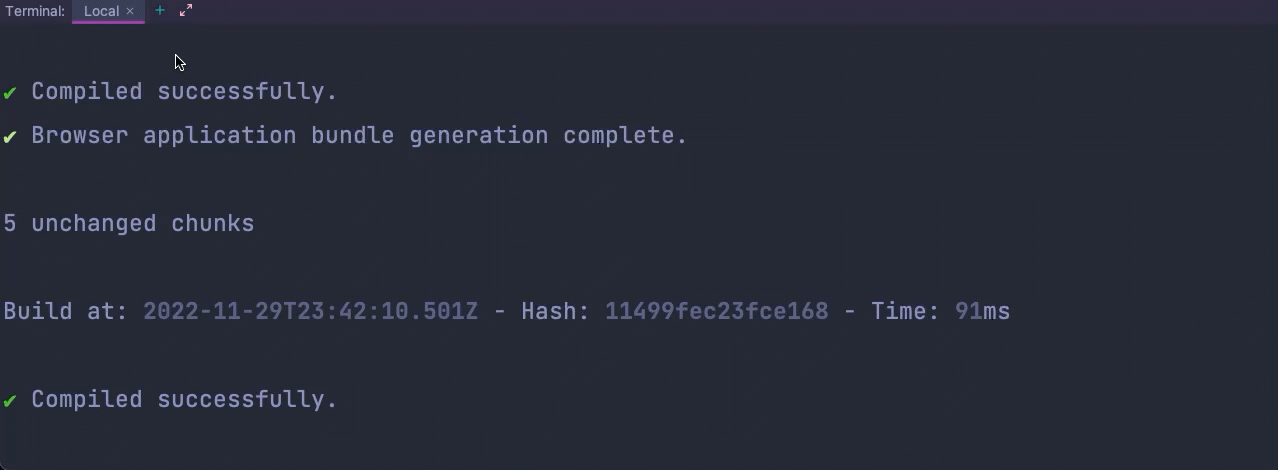 Terminal: Local × +
✔ Compiled successfully.
✔ Browser application bundle generation complete.
5 unchanged chunks
Build at: 2022-11-29T23:42:10.501Z - Hash: 11499fec23fce168 - Time: 91ms
✔ Compiled successfully.